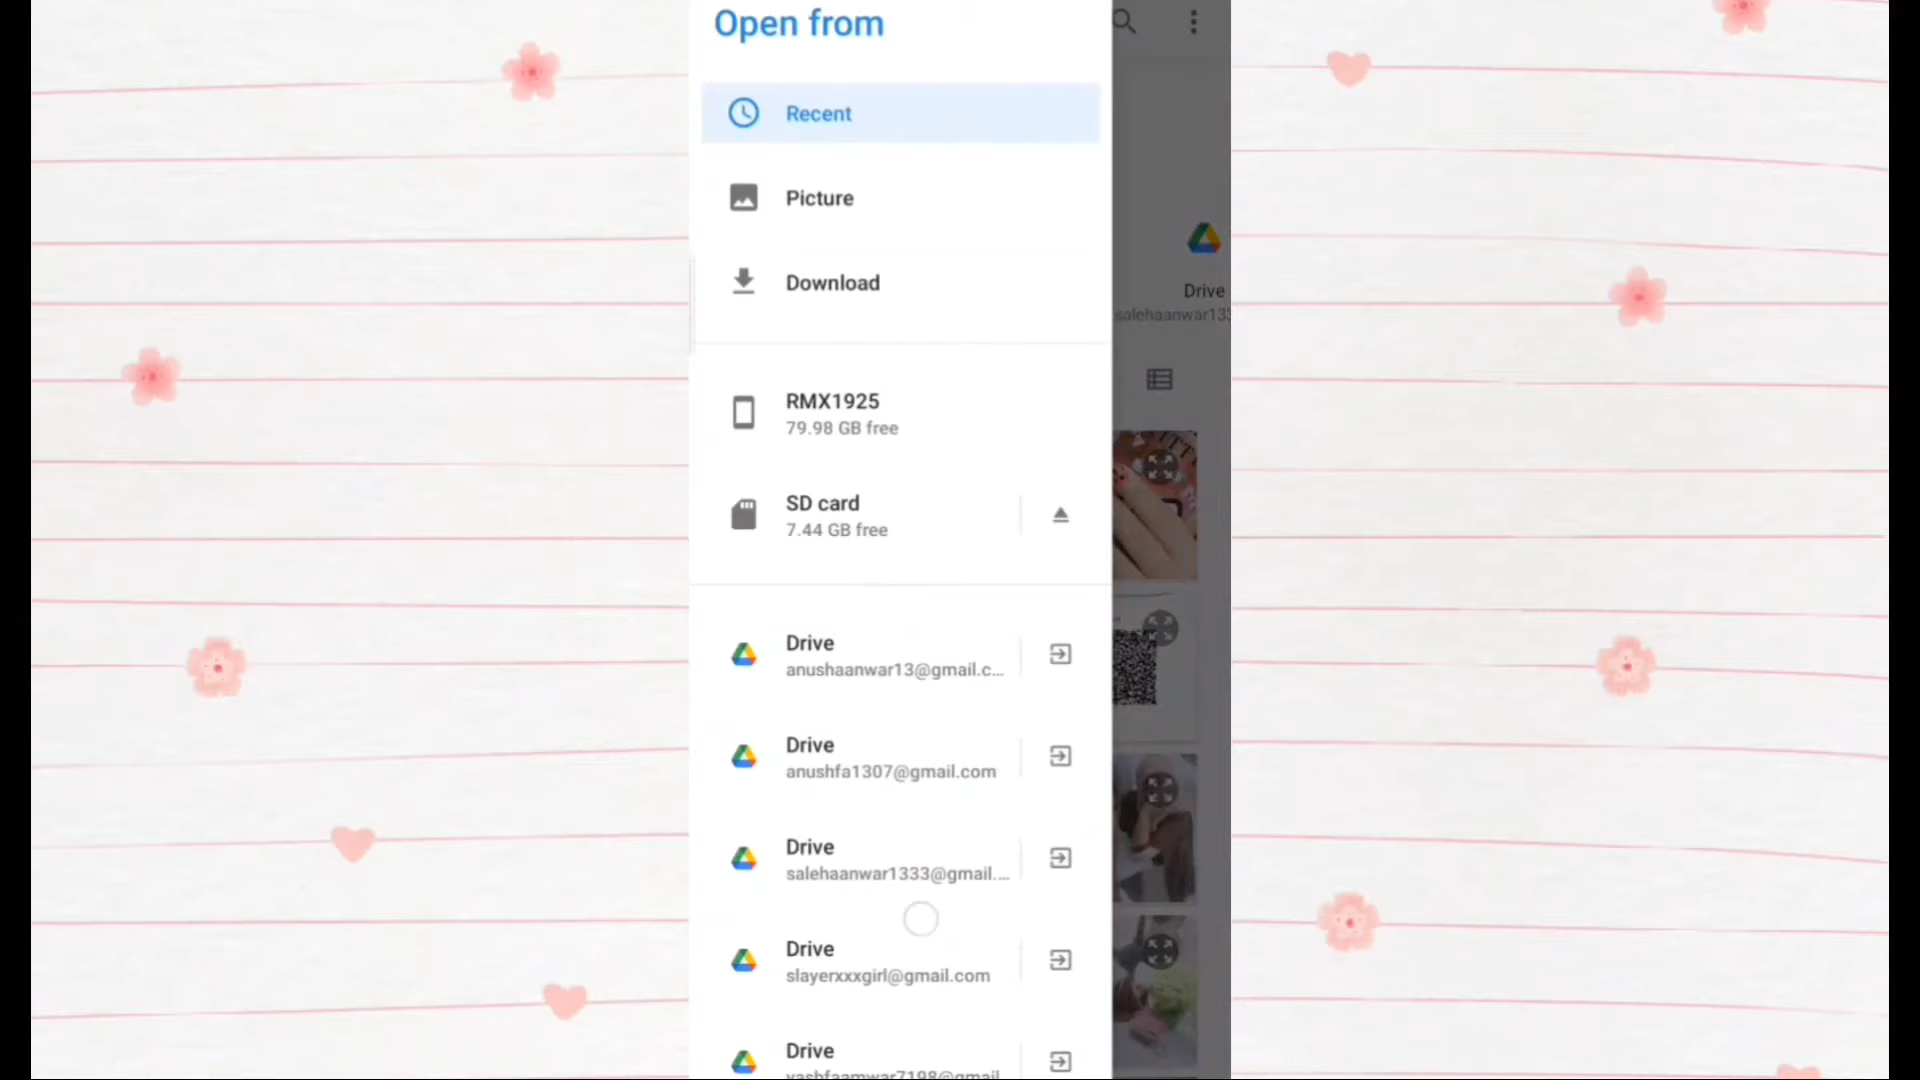 Open from
Recent
Picture
Download
RMX1925
79.98 GB free
SD card
7.44 GB free
Drive
anushaanwar13@gmail.c...
Drive
anushfa1307@gmail.com
Drive
salehaanwar1333@gmail....
Drive
slayerxxxgirl@gmail.com
Drive
Drive
salehaanwar133